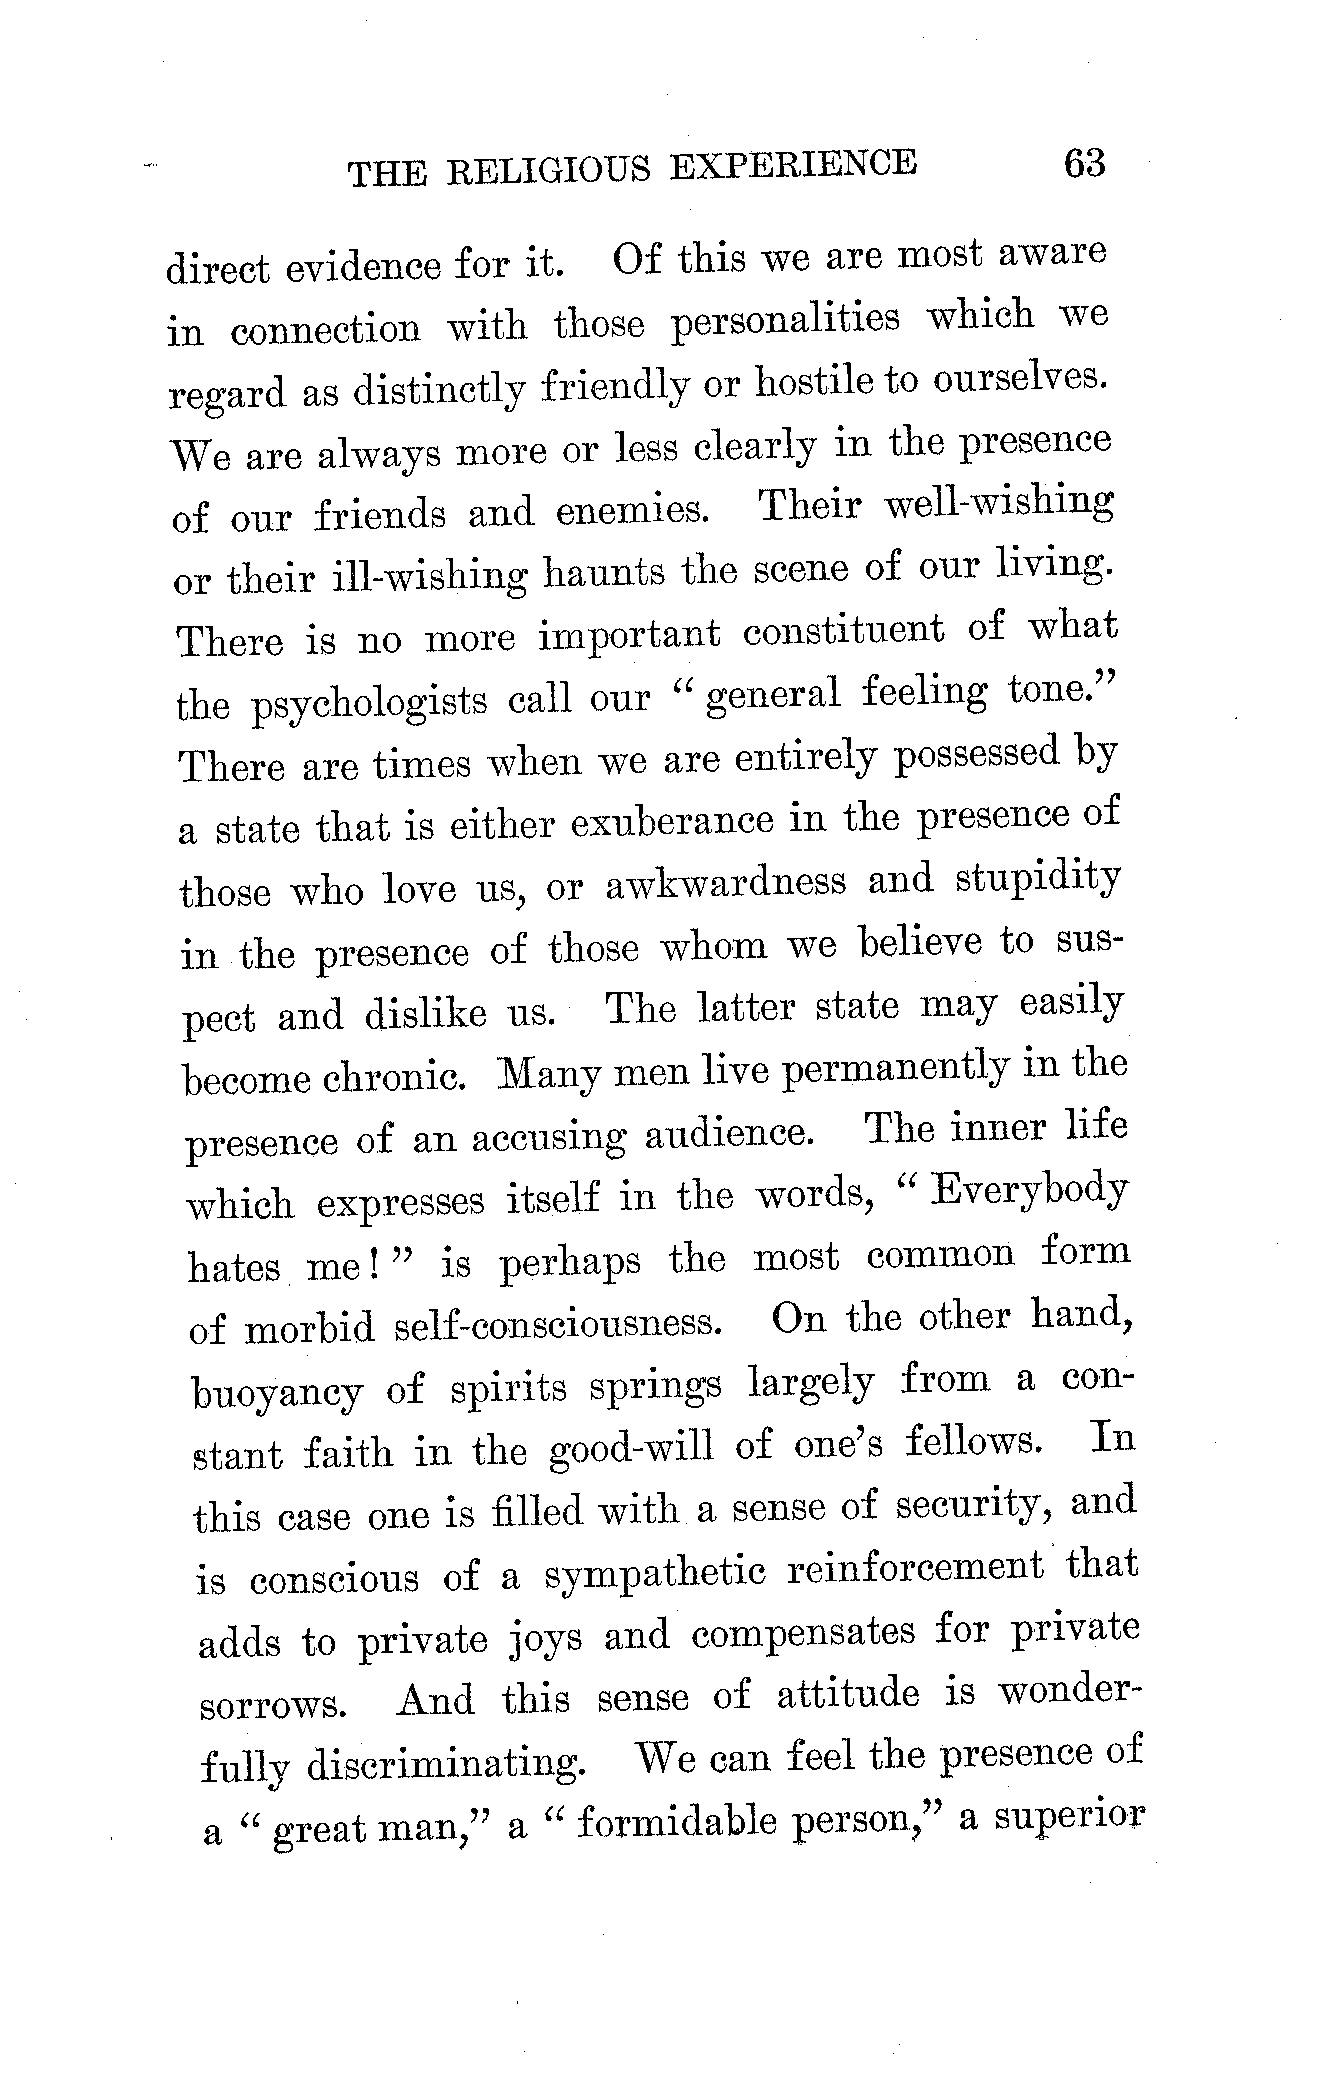 THE RELIGIOUS EXPERIENCE 63
direct evidence for it. Of this we are most aware
in connection with those personalities which we
regard as distinctly friendly or hostile to ourselves.
We are always more or less clearly in the presence
of our friends and enemies. Their well-wishing
or their ill-wishing haunts the scene of our living.
There is no more important constituent of what
the psychologists call our “ general feeling tone.”
There are times when we are entirely possessed by
a state that is either exuberance in the presence of
those who love us, or awkwardness and stupidity
in the presence of those whom we believe to sus-
pect and dislike us. The latter state may easily
become chronic. Many men live permanently in the
presence of an accusing audience. The inner life
which expresses itself in the words, “ Everybody
hates me! ” is perhaps the most common form
of morbid self-consciousness. On the other hand,
buoyancy of spirits springs largely from a con-
stant faith in the good-will of one’s fellows. In
this case one is filled with a sense of security, and
is conscious of a sympathetic reinforcement that
adds to private joys and compensates for private
sorrows. And this sense of attitude is wonder-
fully discriminating. We can feel the presence of
a “ great man,” a “ formidable person,” a superior